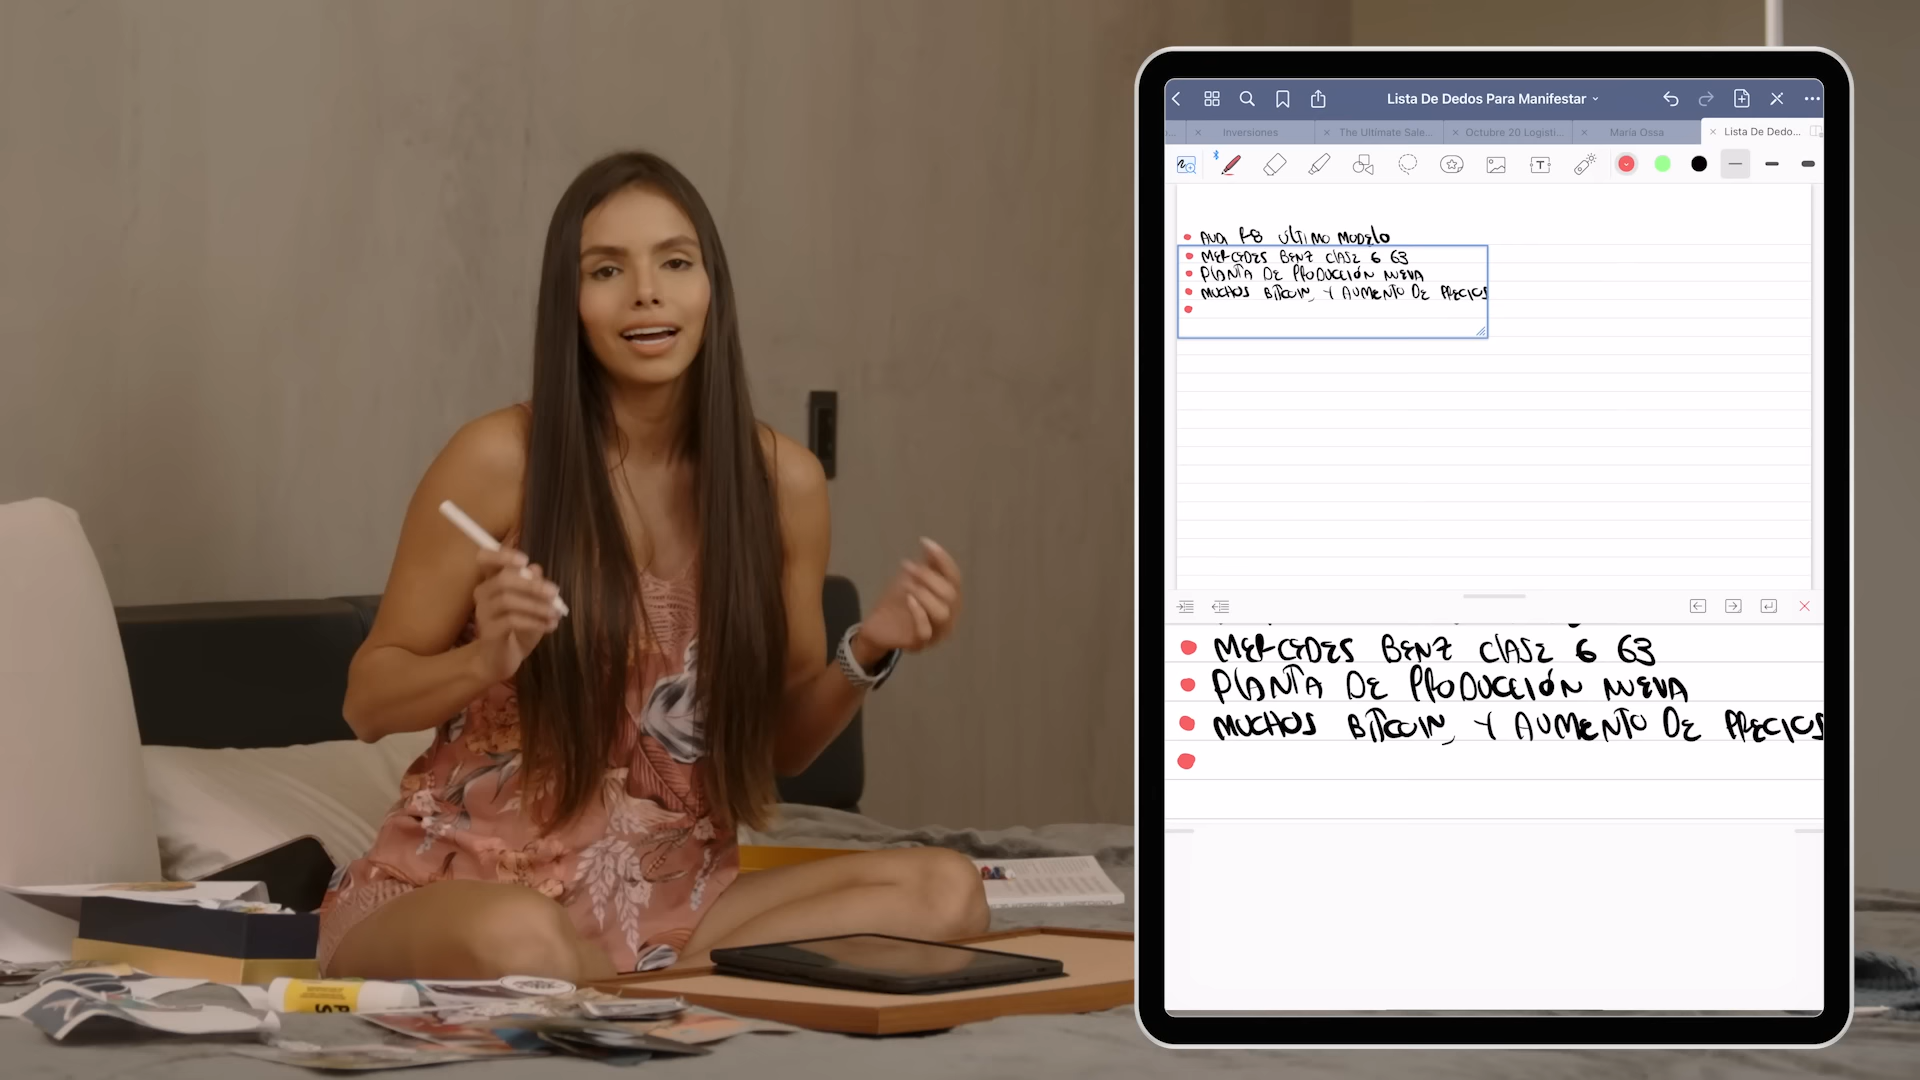 Lista De Dedos Para Manifestar
Inversiones
The Ultimate Sale...
Octubre 20 Logisti...
Maria Ossa
Lista De Dedo...
AUDI R8 ÚLTIMO MODELO
MERCEDES BENZ CLASE G 63
PLANTA DE PRODUCCIÓN NUEVA
MUCHOS BITCOIN, Y AUMENTO DE PRECIOS
MERCEDES BENZ CLASE G 63
PLANTA DE PRODUCCIÓN NUEVA
MUCHOS BITCOIN, Y AUMENTO DE PRECIOS